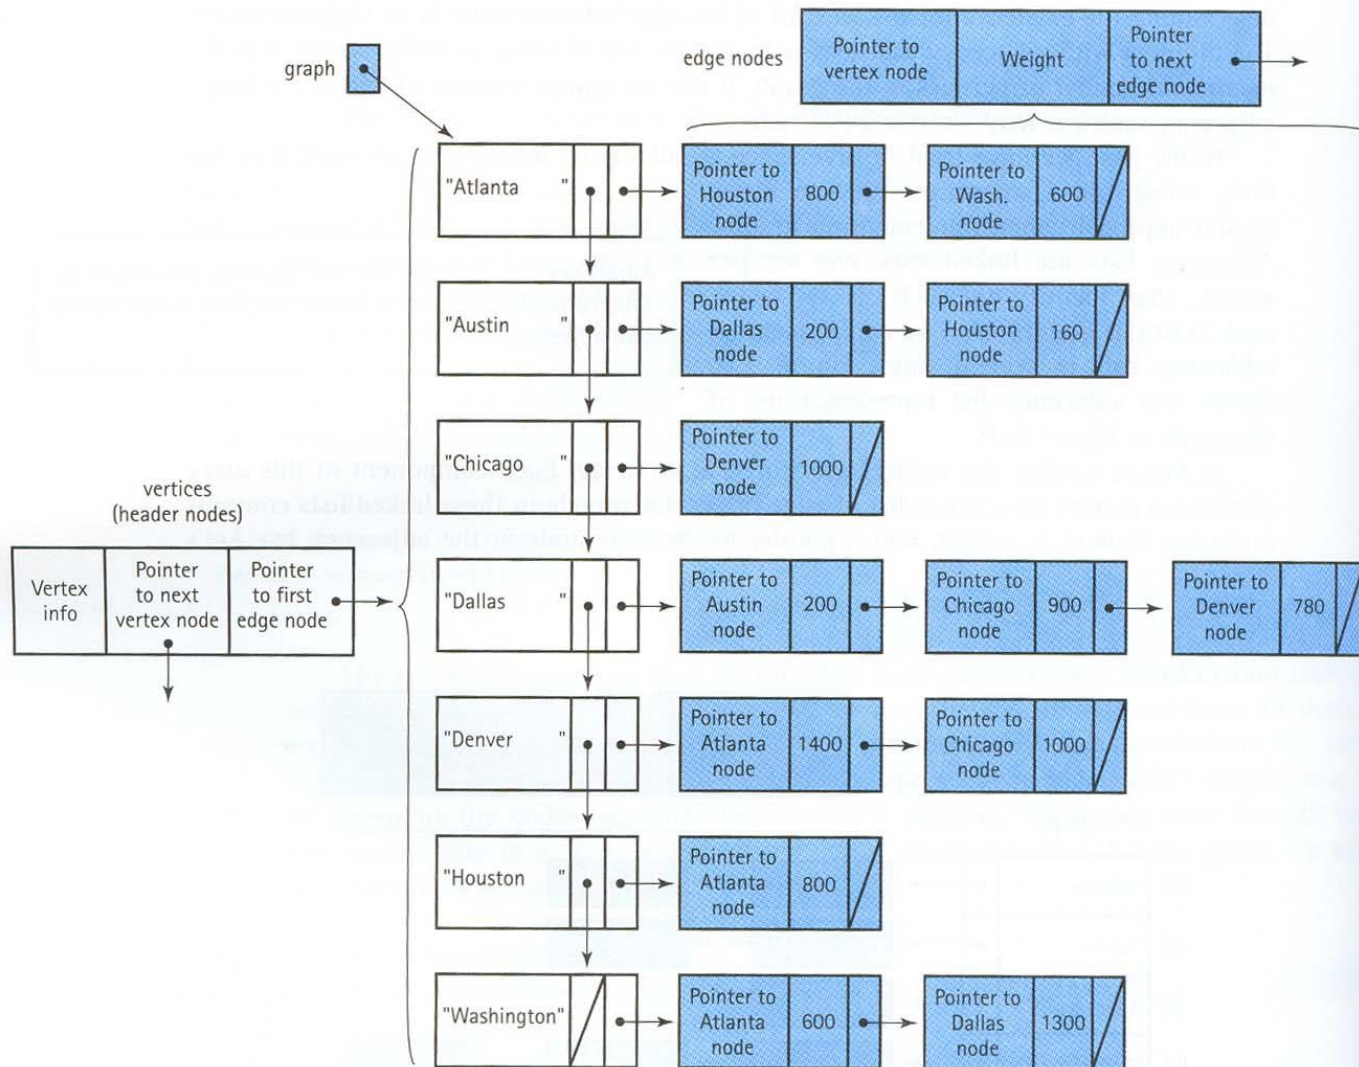 graph
edge nodes
Pointer to
vertex node
Weight
Pointer
to next
edge node
"Atlanta "
Pointer to
Houston
node
800
Pointer to
Wash.
node
600
"Austin "
Pointer to
Dallas
node
200
Pointer to
Houston
node
160
"Chicago "
Pointer to
Denver
node
1000
vertices
(header nodes)
Vertex
info
Pointer
to next
vertex node
Pointer
to first
edge node
"Dallas "
Pointer to
Austin
node
200
Pointer to
Chicago
node
900
Pointer to
Denver
node
780
"Denver "
Pointer to
Atlanta
node
1400
Pointer to
Chicago
node
1000
"Houston "
Pointer to
Atlanta
node
800
"Washington"
Pointer to
Atlanta
node
600
Pointer to
Dallas
node
1300